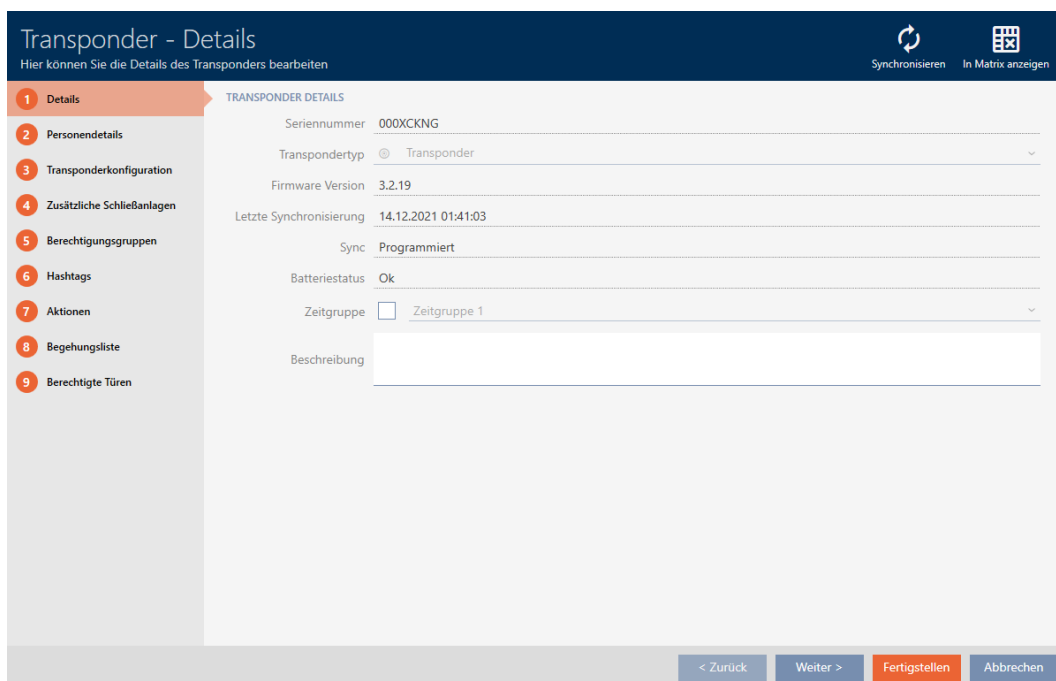 Transponder - Details
Hier können Sie die Details des Transponders bearbeiten
Synchronisieren
In Matrix anzeigen
1 Details
2 Personendetails
3 Transponderkonfiguration
4 Zusätzliche Schließanlagen
5 Berechtigungsgruppen
6 Hashtags
7 Aktionen
8 Begehungsliste
9 Berechtigte Türen
TRANSPONDER DETAILS
Seriennummer 000XCKNG
Transpondertyp Transponder
Firmware Version 3.2.19
Letzte Synchronisierung 14.12.2021 01:41:03
Sync Programmiert
Batteriestatus Ok
Zeitgruppe Zeitgruppe 1
Beschreibung
< Zurück
Weiter >
Fertigstellen
Abbrechen